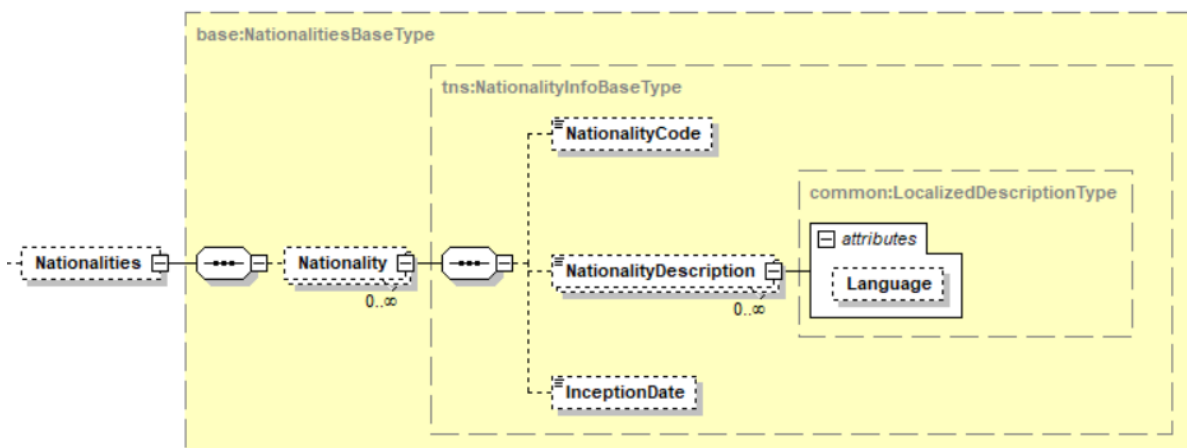 base:NationalitiesBaseType
tns:NationalityInfoBaseType
NationalityCode
common:LocalizedDescriptionType
attributes
Nationalities
Nationality
NationalityDescription
Language
0..∞
0..∞
InceptionDate